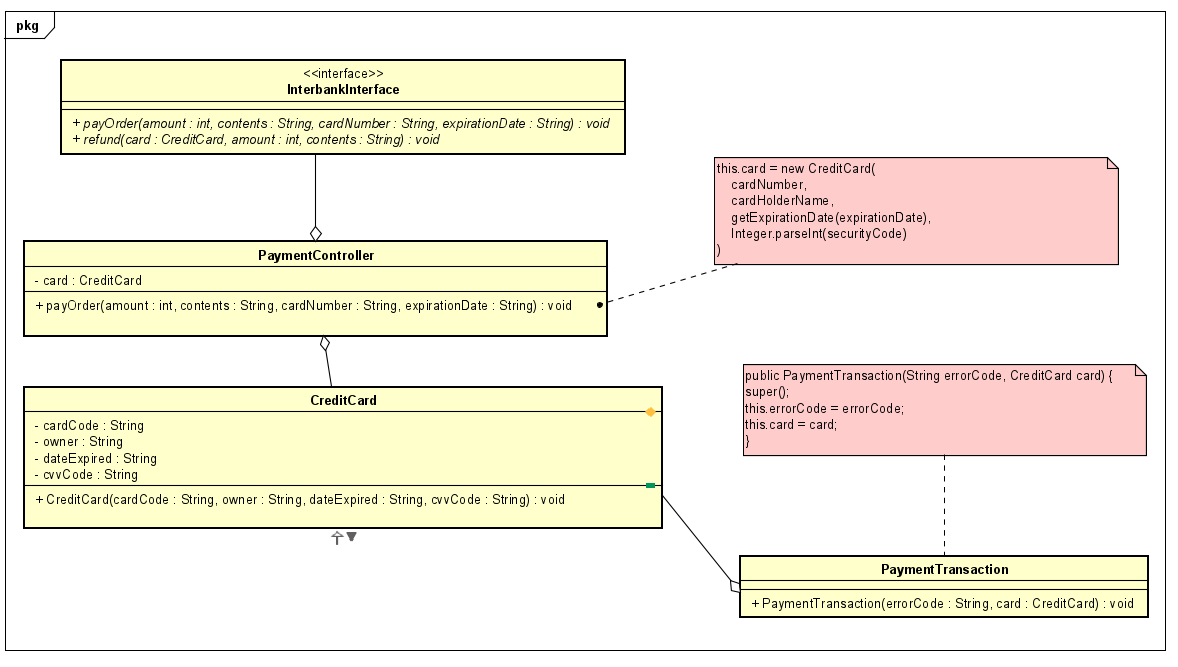 pkg
<<interface>>
InterbankInterface
+ payOrder(amount : int, contents : String, cardNumber : String, expirationDate : String) : void
+ refund(card : CreditCard, amount : int, contents : String) : void
this.card = new CreditCard(
cardNumber,
cardHolderName,
getExpirationDate(expirationDate),
Integer.parseInt(securityCode)
)
PaymentController
- card : CreditCard
+ payOrder(amount : int, contents : String, cardNumber : String, expirationDate : String) : void
public PaymentTransaction(String errorCode, CreditCard card) {
super();
this.errorCode = errorCode;
this.card = card;
}
CreditCard
- cardCode : String
- owner : String
- dateExpired : String
- cvvCode : String
+ CreditCard(cardCode : String, owner : String, dateExpired : String, cvvCode : String) : void
PaymentTransaction
+ PaymentTransaction(errorCode : String, card : CreditCard) : void